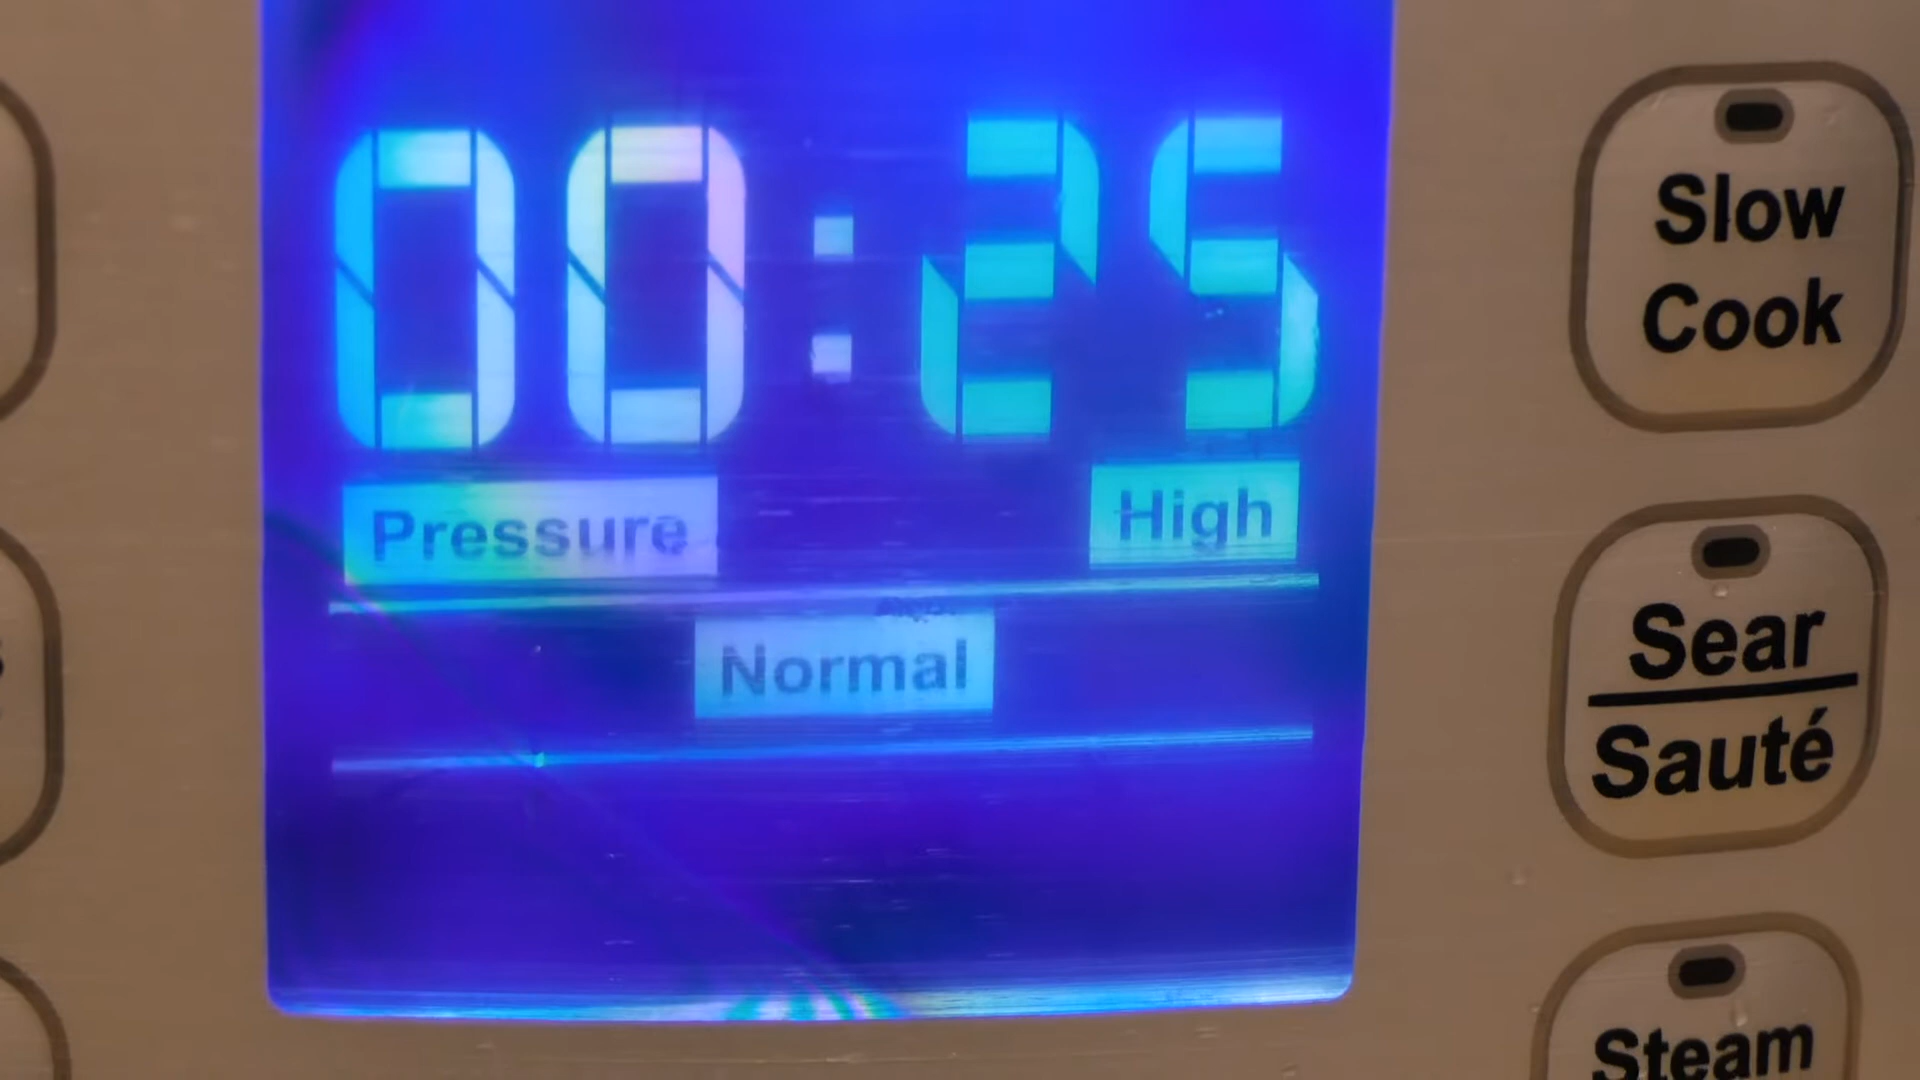 00:25
Pressure High
Normal
Slow
Cook
Sear
Sauté
Steam